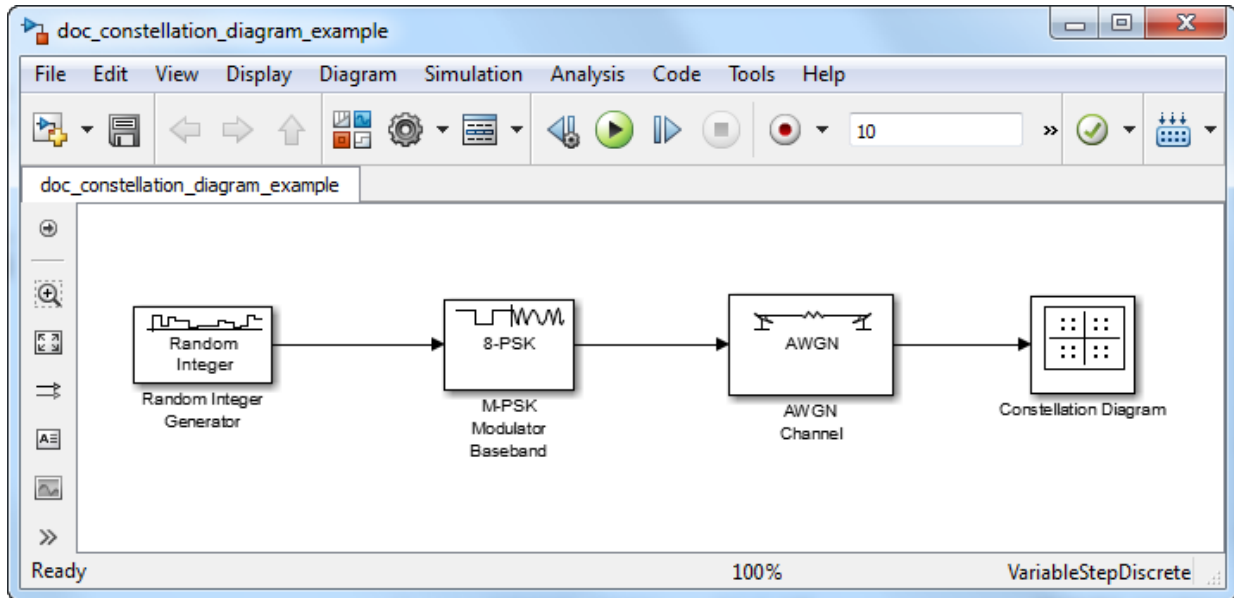 doc_constellation_diagram_example
File Edit View Display Diagram Simulation Analysis Code Tools Help
10
doc_constellation_diagram_example
Random
Integer
Random Integer
Generator
8-PSK
M-PSK
Modulator
Baseband
AWGN
AWGN
Channel
Constellation Diagram
Ready 100% VariableStepDiscrete